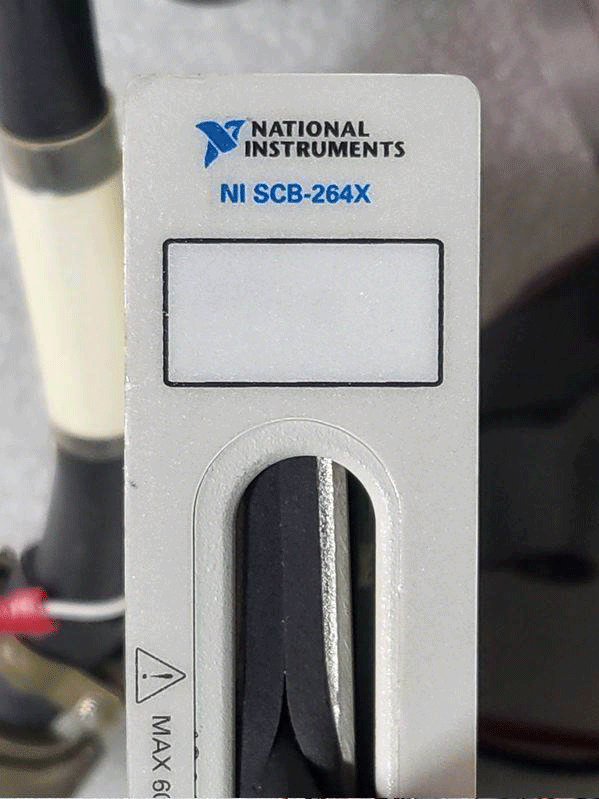 NATIONAL
INSTRUMENTS
NI SCB-264X
MAX